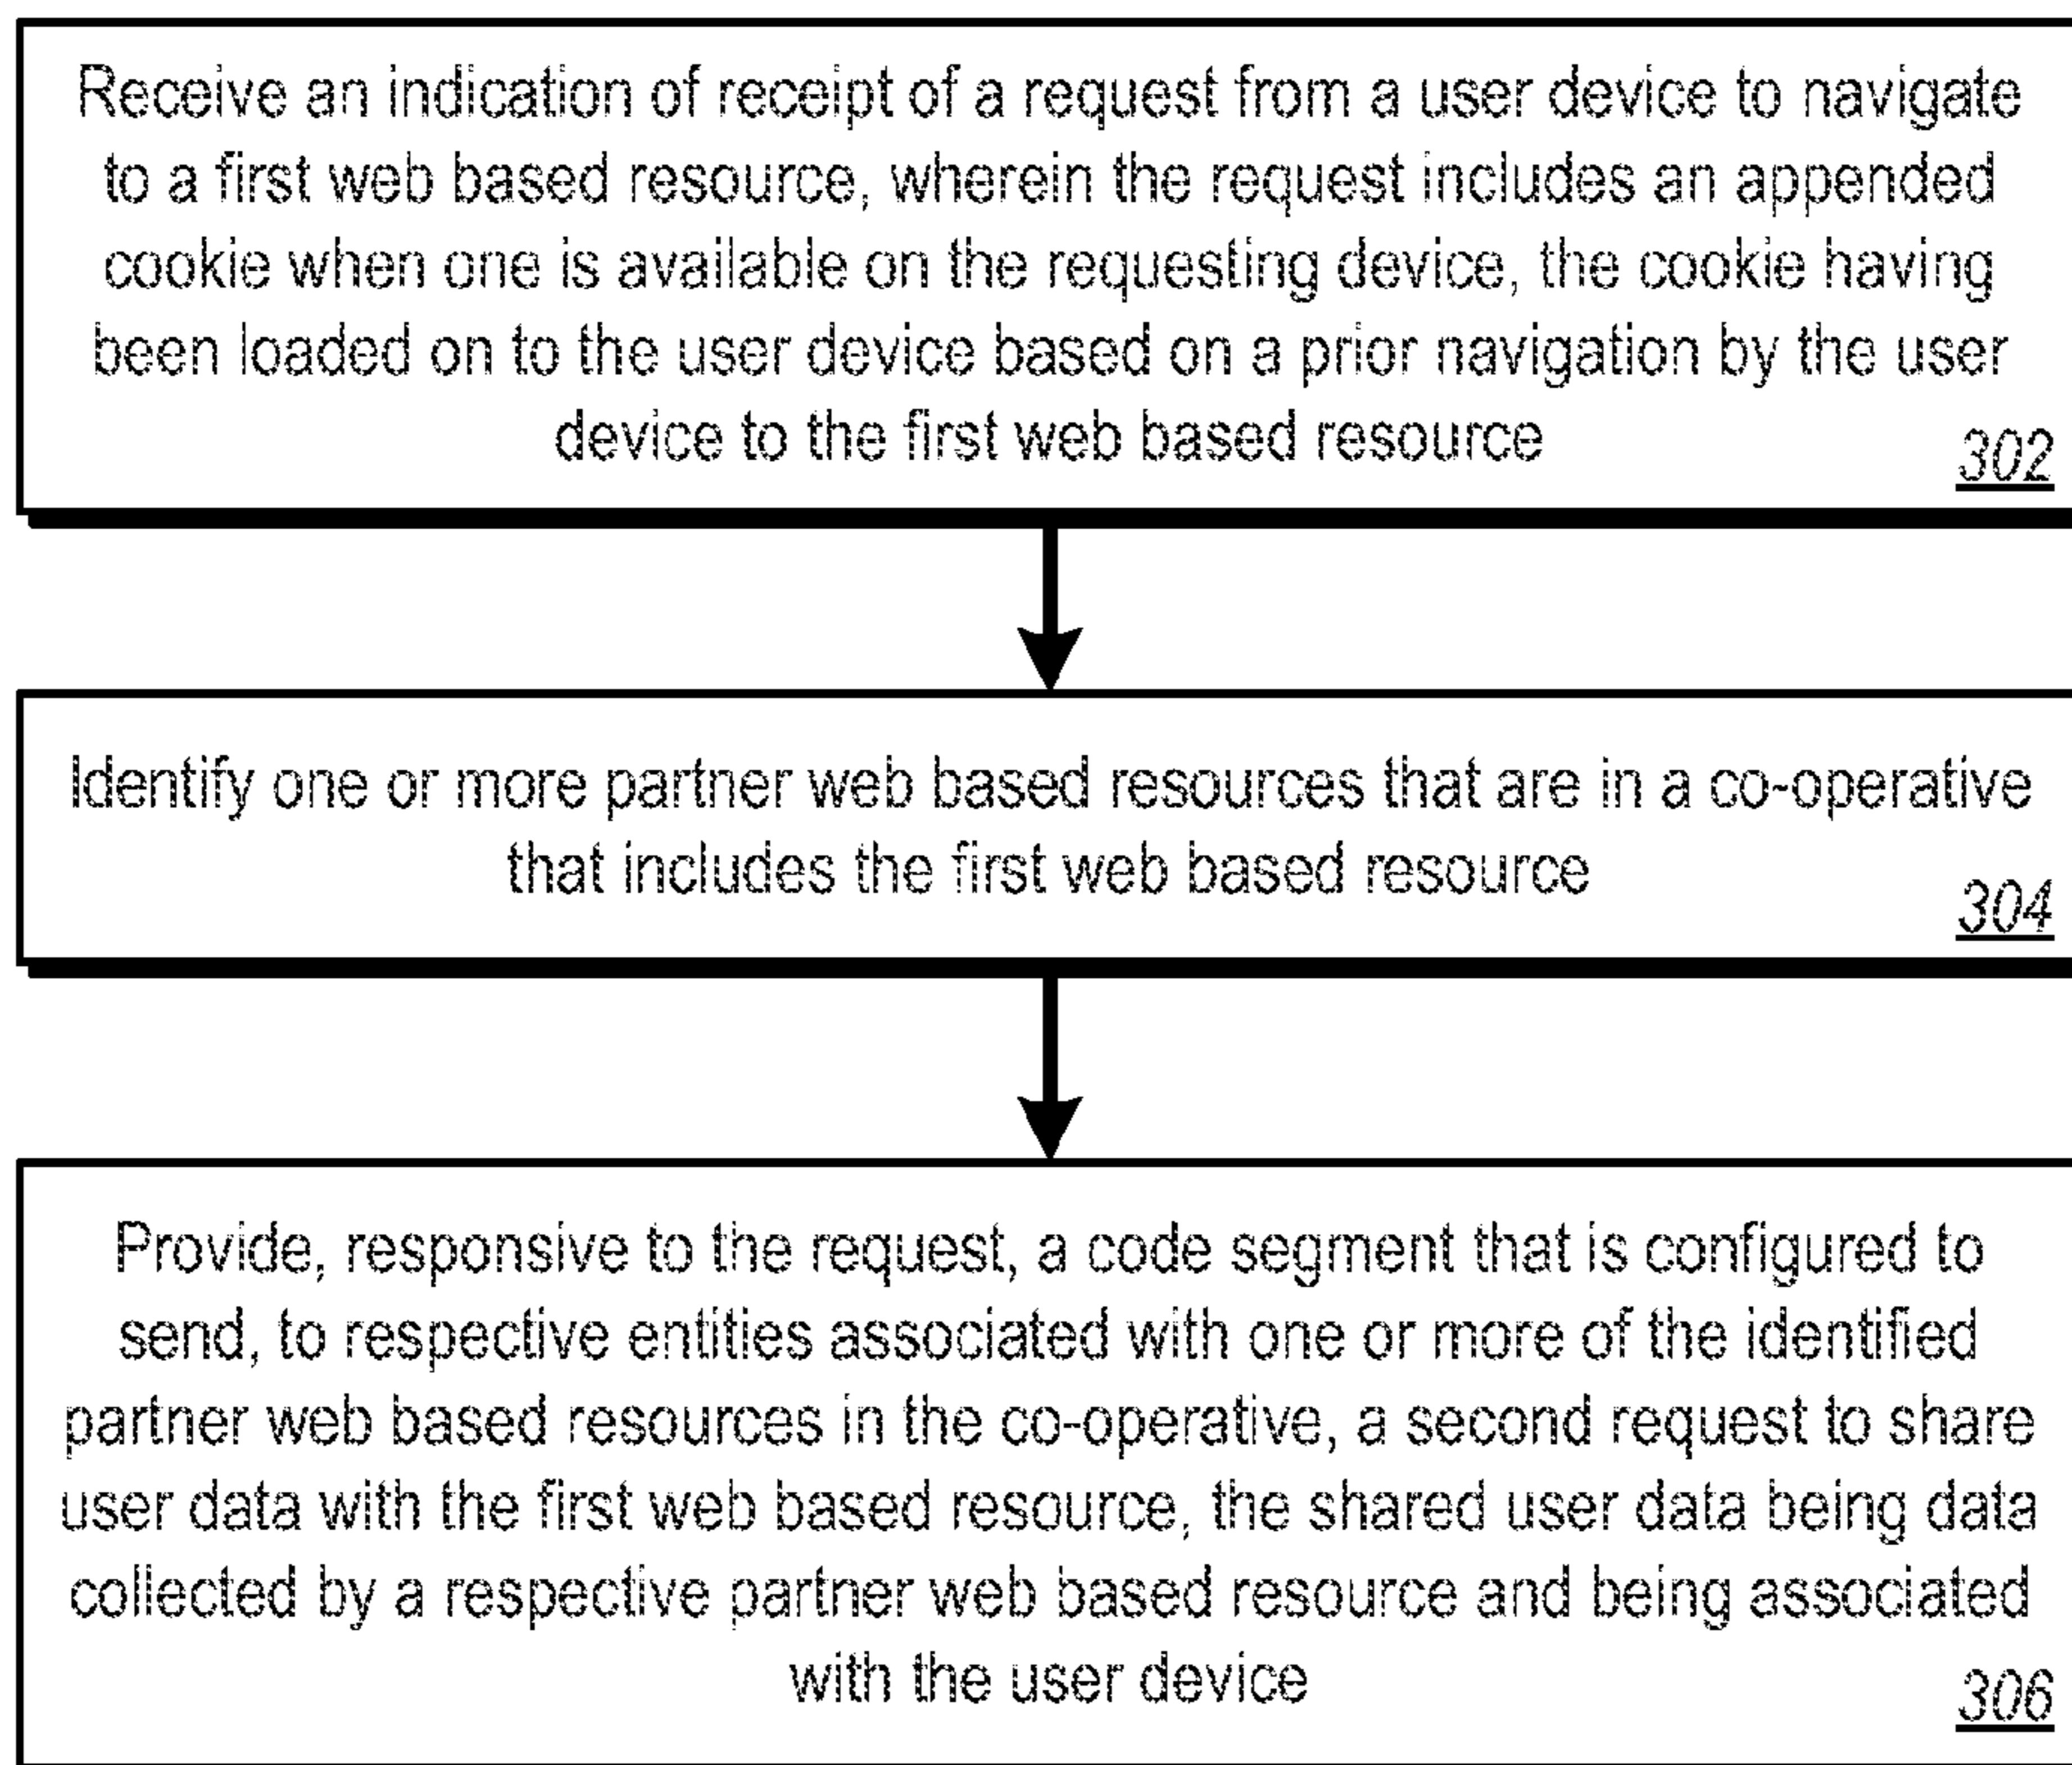 Receive an indication of receipt of a request from a user device to navigate
to a first web based resource, wherein the request includes an appended
cookie when one is available on the requesting device, the cookie having
been loaded on to the user device based on a prior navigation by the user
device to the first web based resource
302
Identify one or more partner web based resources that are in a co-operative
that includes the first web based resource
304
Provide, responsive to the request, a code segment that is configured to
send, to respective entities associated with one or more of the identified
partner web based resources in the co-operative, a second request to share
user data with the first web based resource, the shared user data being data
collected by a respective partner web based resource and being associated
with the user device
306